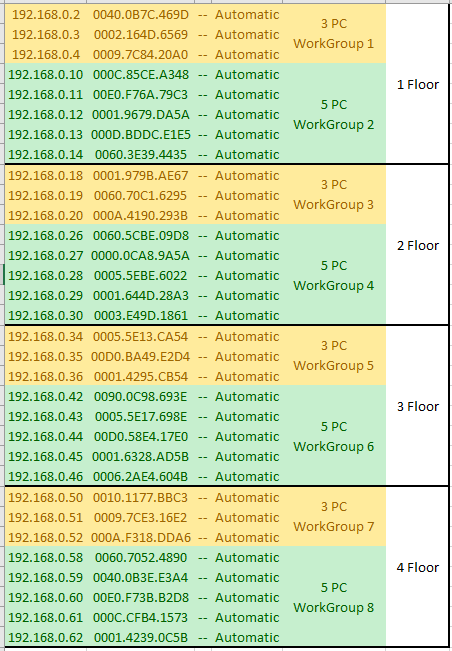 192.168.0.2 0040.0B7C.469D -- Automatic
192.168.0.3 0002.164D.6569 -- Automatic
192.168.0.4 0009.7C84.20A0 -- Automatic
3 PC
WorkGroup 1
192.168.0.10 000C.85CE.A348 -- Automatic
192.168.0.11 00E0.F76A.79C3 -- Automatic
192.168.0.12 0001.9679.DA5A -- Automatic
192.168.0.13 000D.BDDC.E1E5 -- Automatic
192.168.0.14 0060.3E39.4435 -- Automatic
5 PC
WorkGroup 2
1 Floor
192.168.0.18 0001.979B.AE67 -- Automatic
192.168.0.19 0060.70C1.6295 -- Automatic
192.168.0.20 000A.4190.293B -- Automatic
3 PC
WorkGroup 3
192.168.0.26 0060.5CBE.09D8 -- Automatic
192.168.0.27 0000.0CA8.9A5A -- Automatic
192.168.0.28 0005.5EBE.6022 -- Automatic
192.168.0.29 0001.644D.28A3 -- Automatic
192.168.0.30 0003.E49D.1861 -- Automatic
5 PC
WorkGroup 4
2 Floor
192.168.0.34 0005.5E13.CA54 -- Automatic
192.168.0.35 00D0.BA49.E2D4 -- Automatic
192.168.0.36 0001.4295.CB54 -- Automatic
3 PC
WorkGroup 5
192.168.0.42 0090.0C98.693E -- Automatic
192.168.0.43 0005.5E17.698E -- Automatic
192.168.0.44 00D0.58E4.17E0 -- Automatic
192.168.0.45 0001.6328.AD5B -- Automatic
192.168.0.46 0006.2AE4.604B -- Automatic
5 PC
WorkGroup 6
3 Floor
192.168.0.50 0010.1177.BBC3 -- Automatic
192.168.0.51 0009.7CE3.16E2 -- Automatic
192.168.0.52 000A.F318.DDA6 -- Automatic
3 PC
WorkGroup 7
192.168.0.58 0060.7052.4890 -- Automatic
192.168.0.59 0040.0B3E.E3A4 -- Automatic
192.168.0.60 00E0.F73B.B2D8 -- Automatic
192.168.0.61 000C.CFB4.1573 -- Automatic
192.168.0.62 0001.4239.0C5B -- Automatic
5 PC
WorkGroup 8
4 Floor